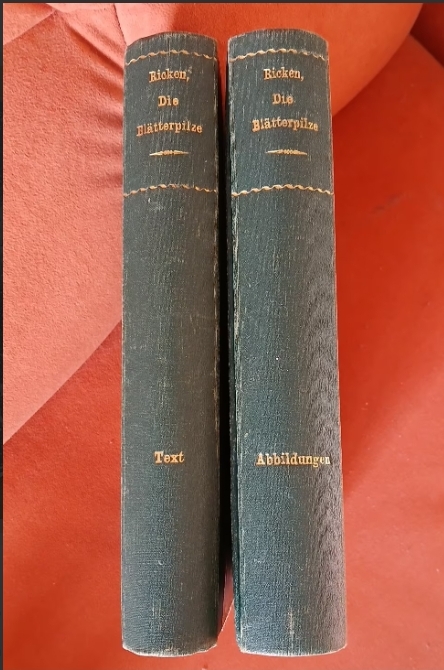 Ricken,
Die
Blätterpilze
Text
Ricken,
Die
Blätterpilze
Abbildungen